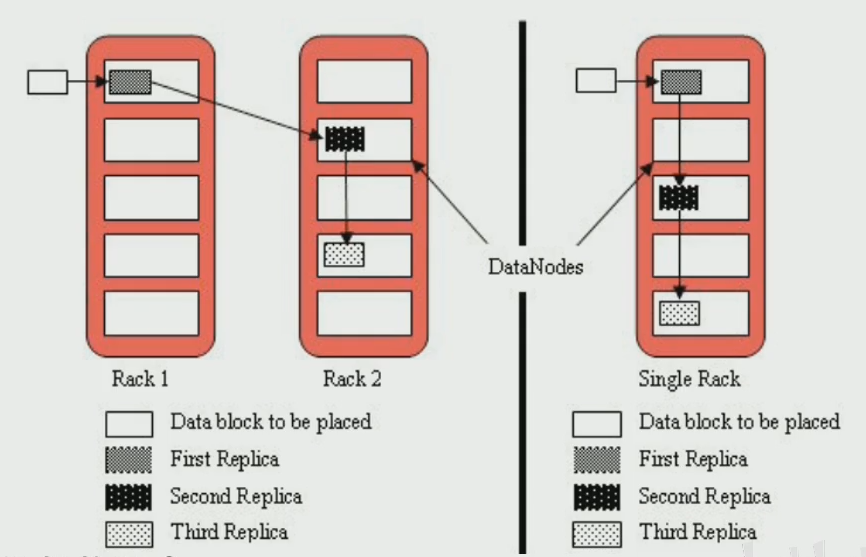 DataNodes
Rack 1
Rack 2
Data block to be placed
First Replica
Second Replica
Third Replica
Single Rack
Data block to be placed
First Replica
Second Replica
Third Replica